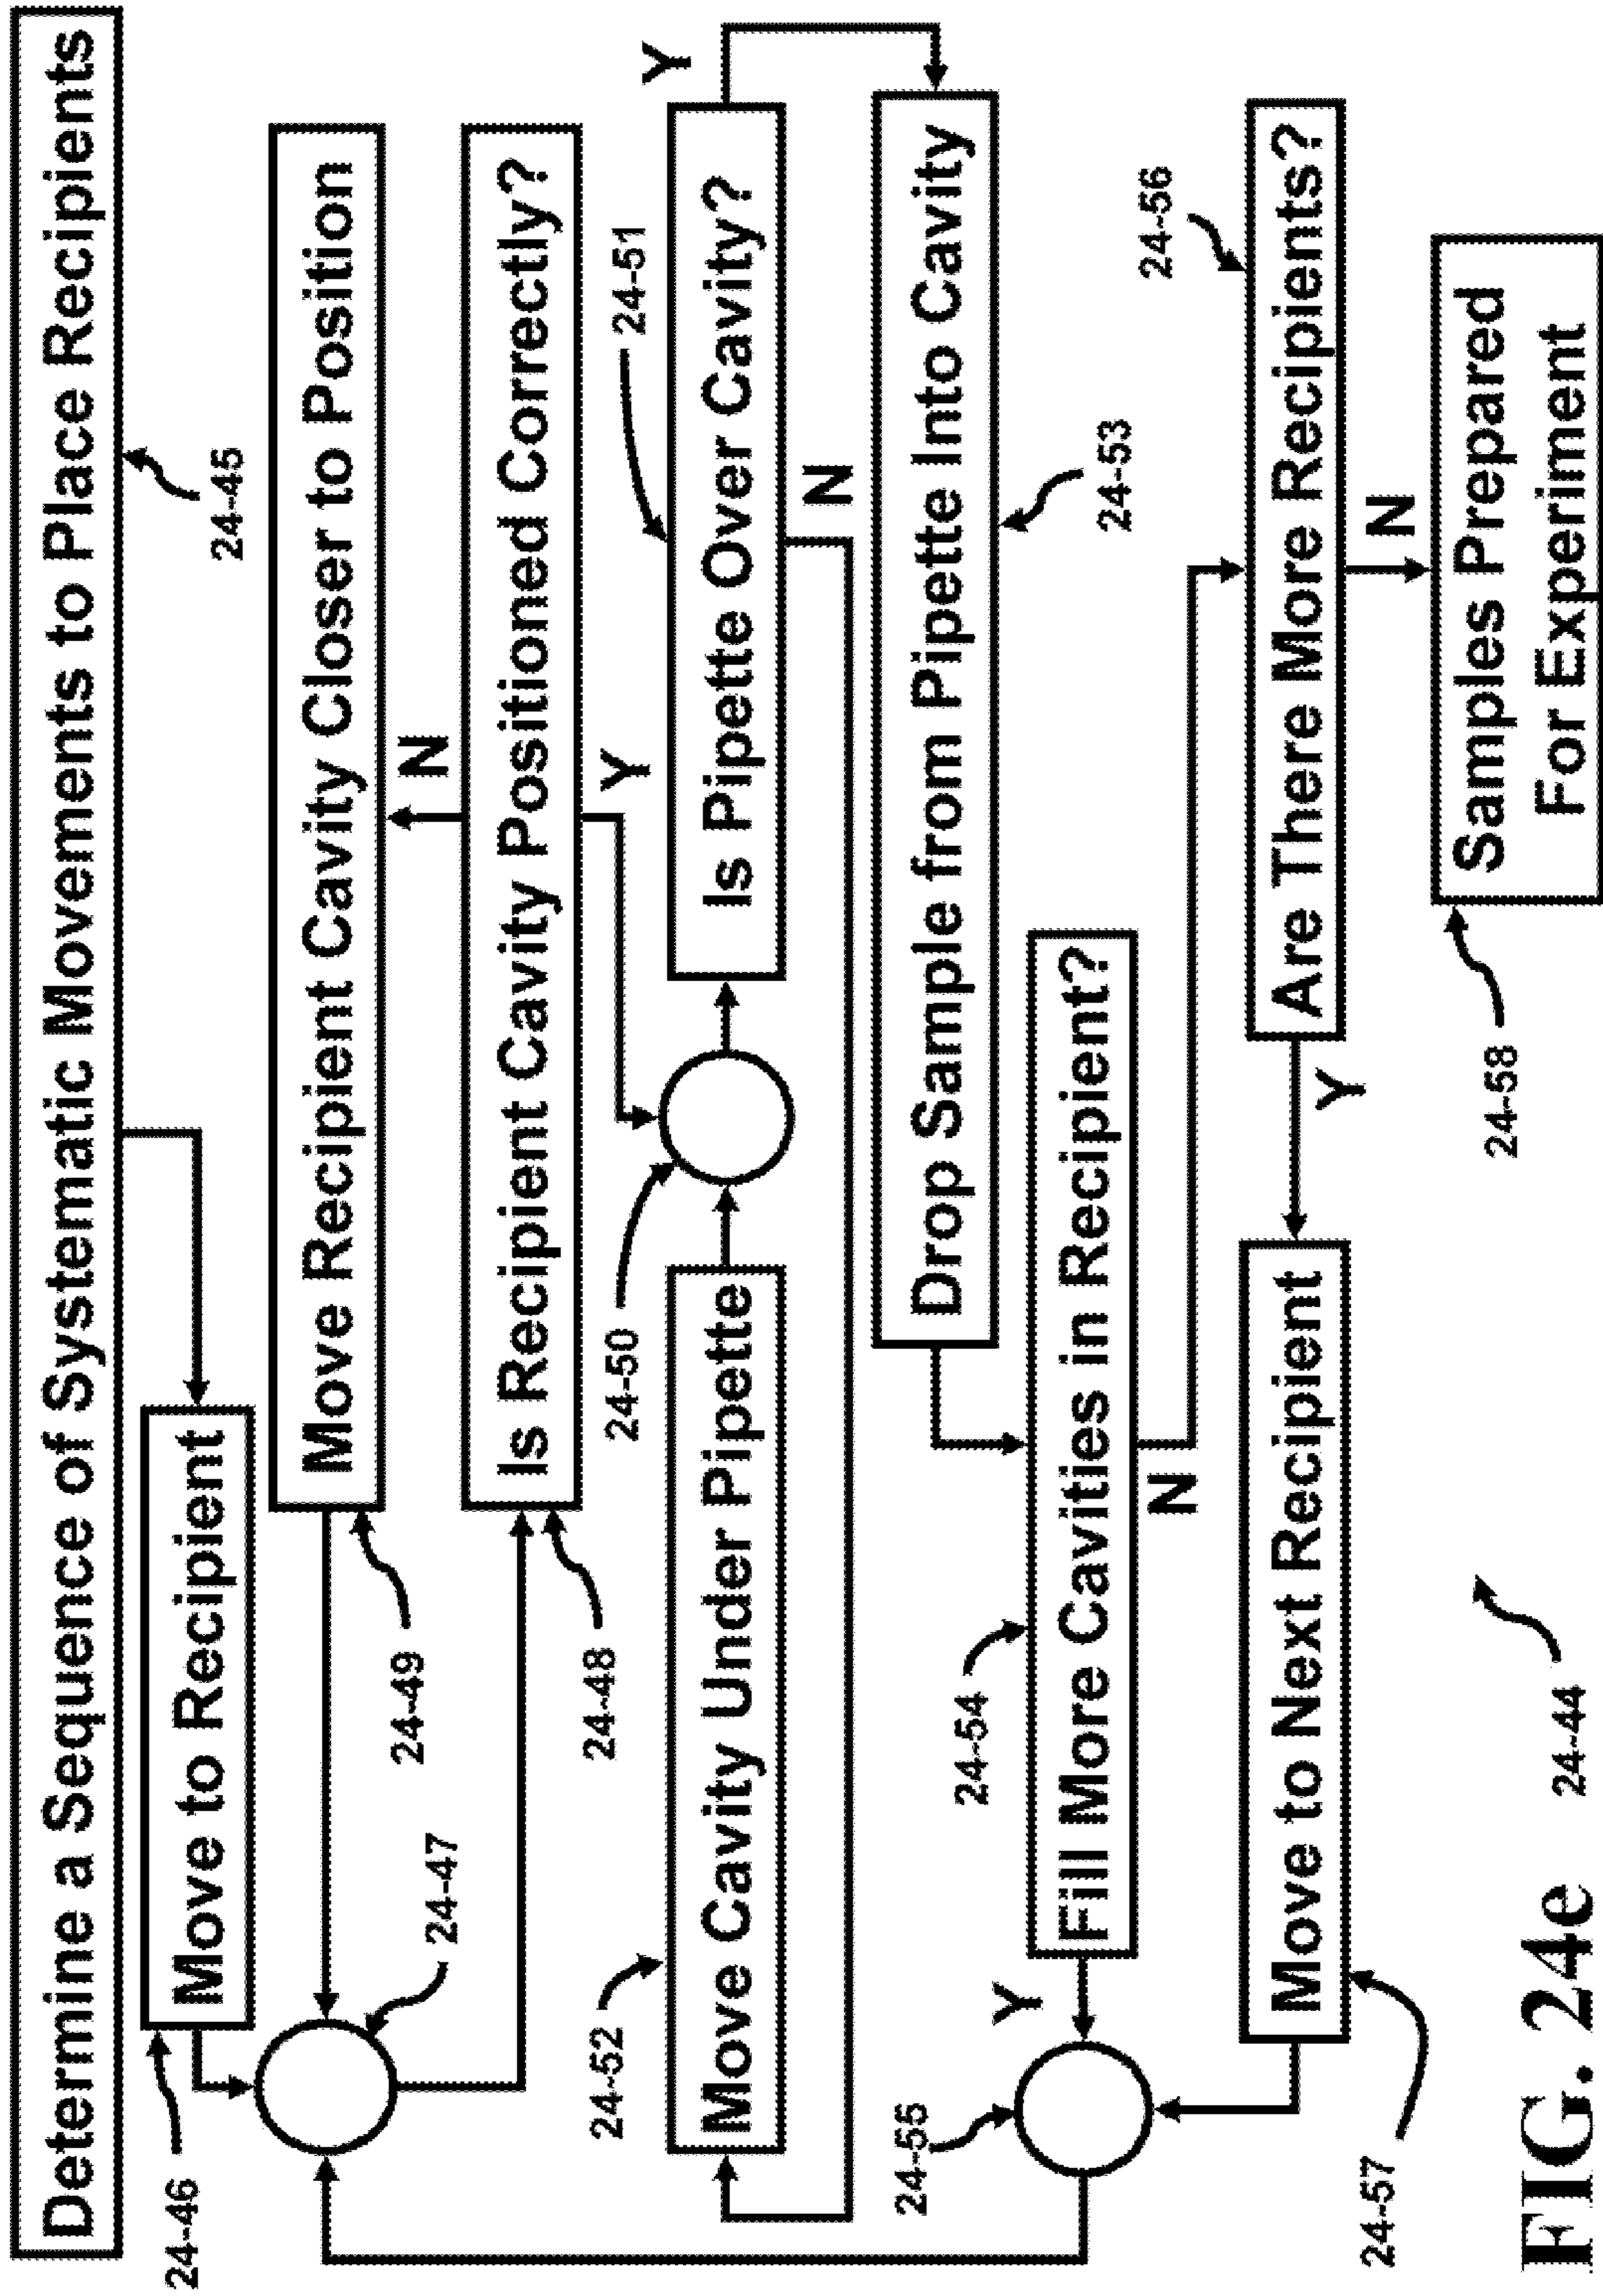 Determine a Sequence of Systematic Movements to Place Recipients
24-45
24-46
Move to Recipient
Move Recipient Cavity Closer to Position
24-49
N
24-47
Is Recipient Cavity Positioned Correctly?
24-48
Y
24-50
24-51
24-52
Move Cavity Under Pipette
Is Pipette Over Cavity?
Y
N
Drop Sample from Pipette Into Cavity
24-53
24-54
Y
24-55
Fill More Cavities in Recipient?
N
24-56
Move to Next Recipient
Y
Are There More Recipients?
24-57
N
24-58
Samples Prepared
For Experiment
FIG. 24e
24-44